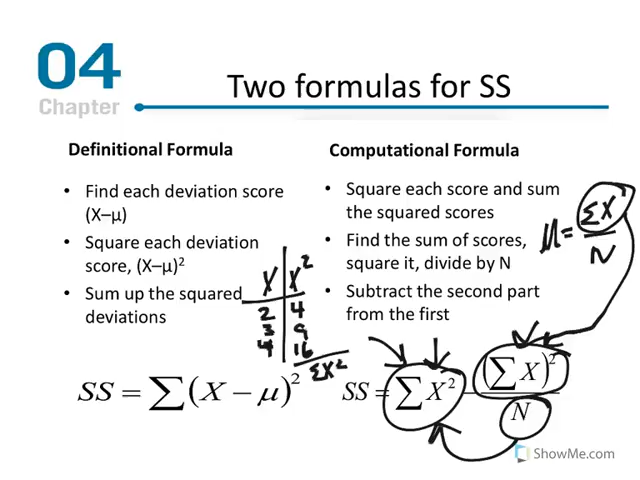 04
Chapter
Two formulas for SS
Definitional Formula
• Find each deviation score
(X–μ)
• Square each deviation
score, (X–μ)²
• Sum up the squared
deviations
SS = ∑(X − μ)²
Computational Formula
• Square each score and sum
the squared scores
• Find the sum of scores,
square it, divide by N
• Subtract the second part
from the first
SS = ∑X² − (∑X)² / N
X X²
2 4
3 9
4 16
ΣX²
μ = ΣX / N
ShowMe.com